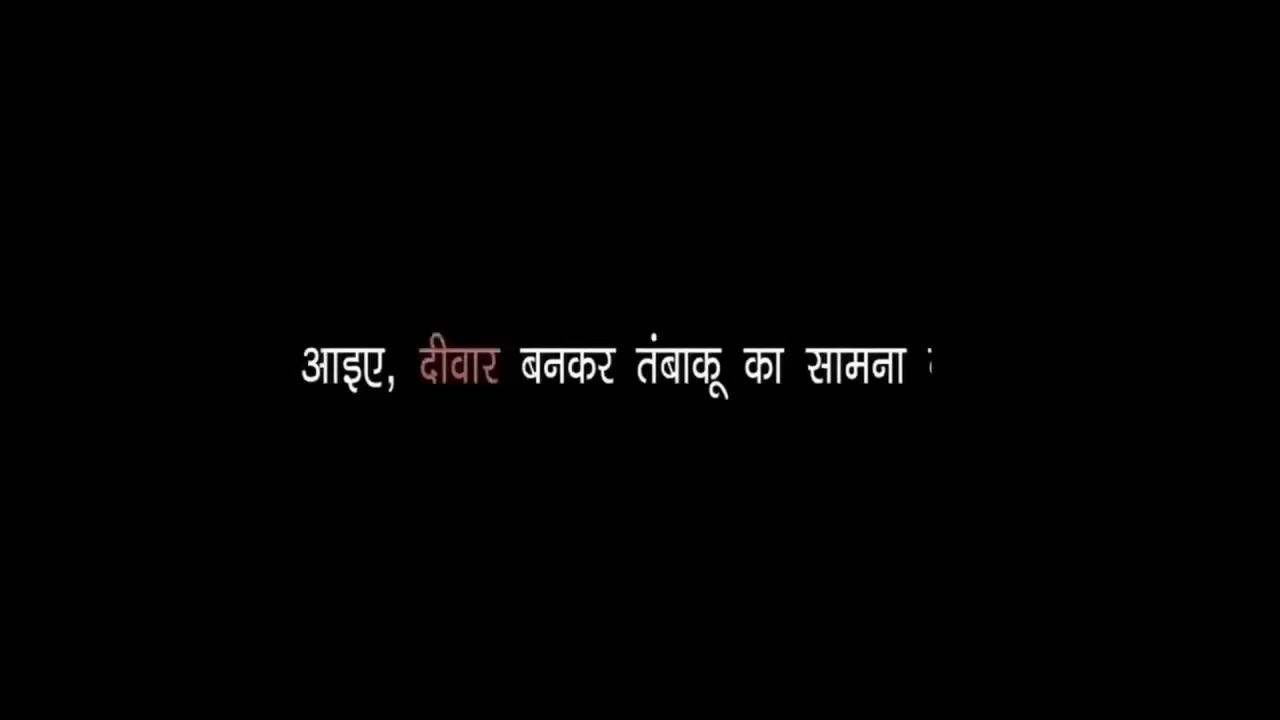 आइए, दीवार बनकर तंबाकू का सामना